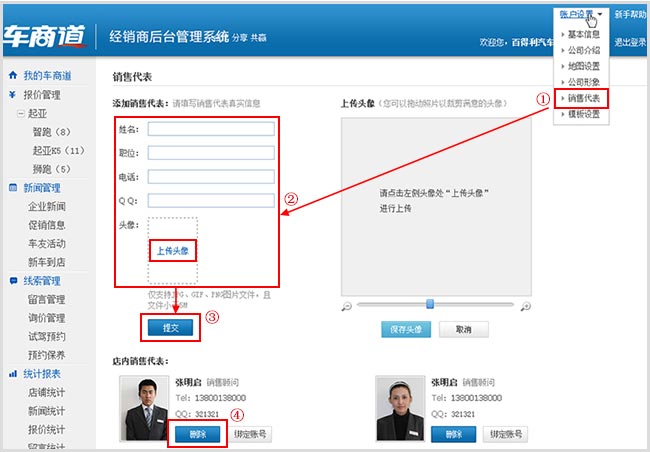 车商道
经销商后台管理系统 分享 共赢
账户设置
新手帮助
欢迎您，百得利汽车
退出登录
基本信息
公司介绍
地图设置
公司形象
① 销售代表
模板设置
我的车商道
报价管理
起亚
智跑（8）
起亚K5（11）
狮跑（5）
新闻管理
企业新闻
促销信息
车友活动
新车到店
线索管理
留言管理
询价管理
试驾预约
预约保养
统计报表
店铺统计
新闻统计
报价统计
留言统计
销售代表
添加销售代表：请填写销售代表真实信息
姓名：
职位：
电话：
QQ：
②
头像：
上传头像
仅支持JPG、GIF、PNG图片文件，且
文件小于5M
提交
③
上传头像（您可以拖动照片以裁剪满意的头像）
请点击左侧头像处“上传头像”
进行上传
保存头像
取消
店内销售代表：
张明启 销售顾问
Tel：13800138000
QQ：321321
④
删除
绑定账号
张明启 销售顾问
Tel：13800138000
QQ：321321
删除
绑定账号